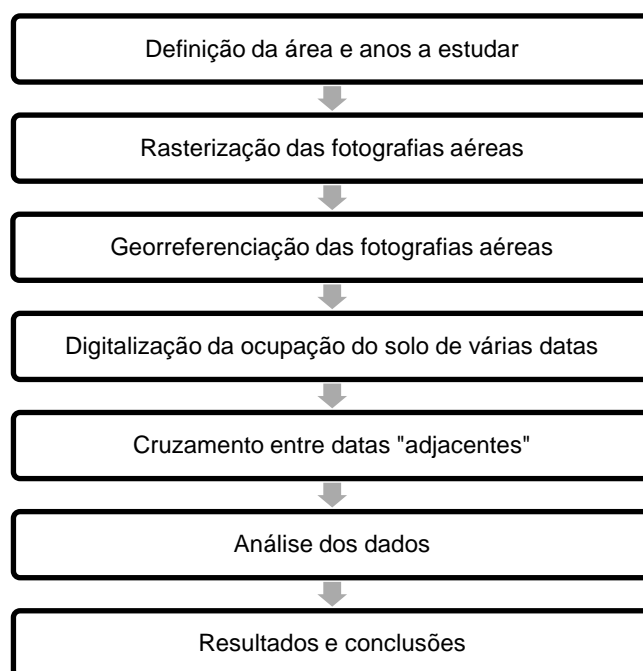 Definição da área e anos a estudar
Rasterização das fotografias aéreas
Georreferenciação das fotografias aéreas
Digitalização da ocupação do solo de várias datas
Cruzamento entre datas "adjacentes"
Análise dos dados
Resultados e conclusões